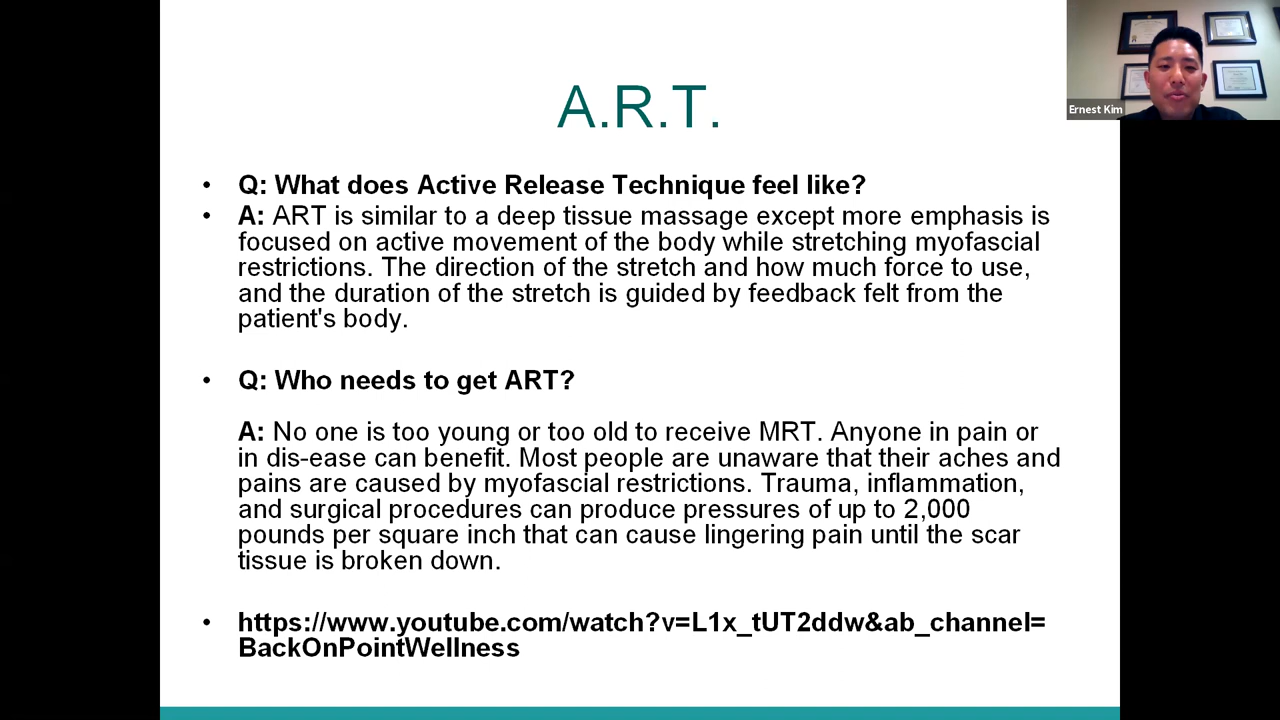 A.R.T.
Ernest Kim
• Q: What does Active Release Technique feel like?
• A: ART is similar to a deep tissue massage except more emphasis is
focused on active movement of the body while stretching myofascial
restrictions. The direction of the stretch and how much force to use,
and the duration of the stretch is guided by feedback felt from the
patient's body.
• Q: Who needs to get ART?
A: No one is too young or too old to receive MRT. Anyone in pain or
in dis-ease can benefit. Most people are unaware that their aches and
pains are caused by myofascial restrictions. Trauma, inflammation,
and surgical procedures can produce pressures of up to 2,000
pounds per square inch that can cause lingering pain until the scar
tissue is broken down.
• https://www.youtube.com/watch?v=L1x_tUT2ddw&ab_channel=
BackOnPointWellness